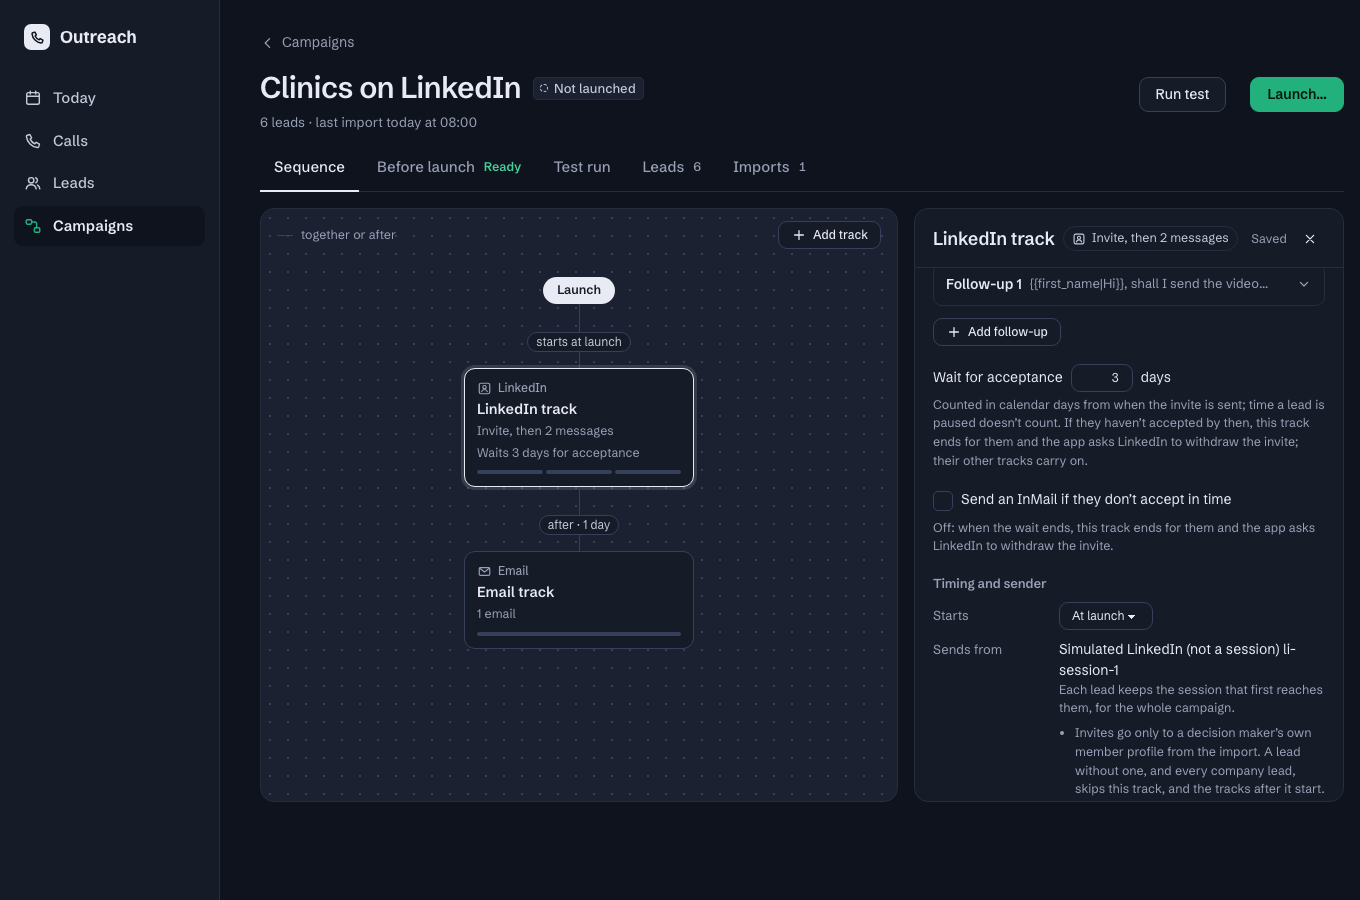 Outreach
Today
Calls
Leads
Campaigns
Campaigns
Clinics on LinkedIn
Not launched
6 leads · last import today at 08:00
Run test
Launch...
Sequence
Before launch Ready
Test run
Leads 6
Imports 1
together or after
Add track
Launch
starts at launch
LinkedIn
LinkedIn track
Invite, then 2 messages
Waits 3 days for acceptance
after · 1 day
Email
Email track
1 email
LinkedIn track
Invite, then 2 messages
Saved
Follow-up 1 {{first_name|Hi}}, shall I send the video...
Add follow-up
Wait for acceptance 3 days
Counted in calendar days from when the invite is sent; time a lead is
paused doesn’t count. If they haven’t accepted by then, this track
ends for them and the app asks LinkedIn to withdraw the invite;
their other tracks carry on.
Send an InMail if they don’t accept in time
Off: when the wait ends, this track ends for them and the app asks
LinkedIn to withdraw the invite.
Timing and sender
Starts At launch
Sends from Simulated LinkedIn (not a session) li-
session-1
Each lead keeps the session that first reaches
them, for the whole campaign.
• Invites go only to a decision maker’s own
member profile from the import. A lead
without one, and every company lead,
skips this track, and the tracks after it start.